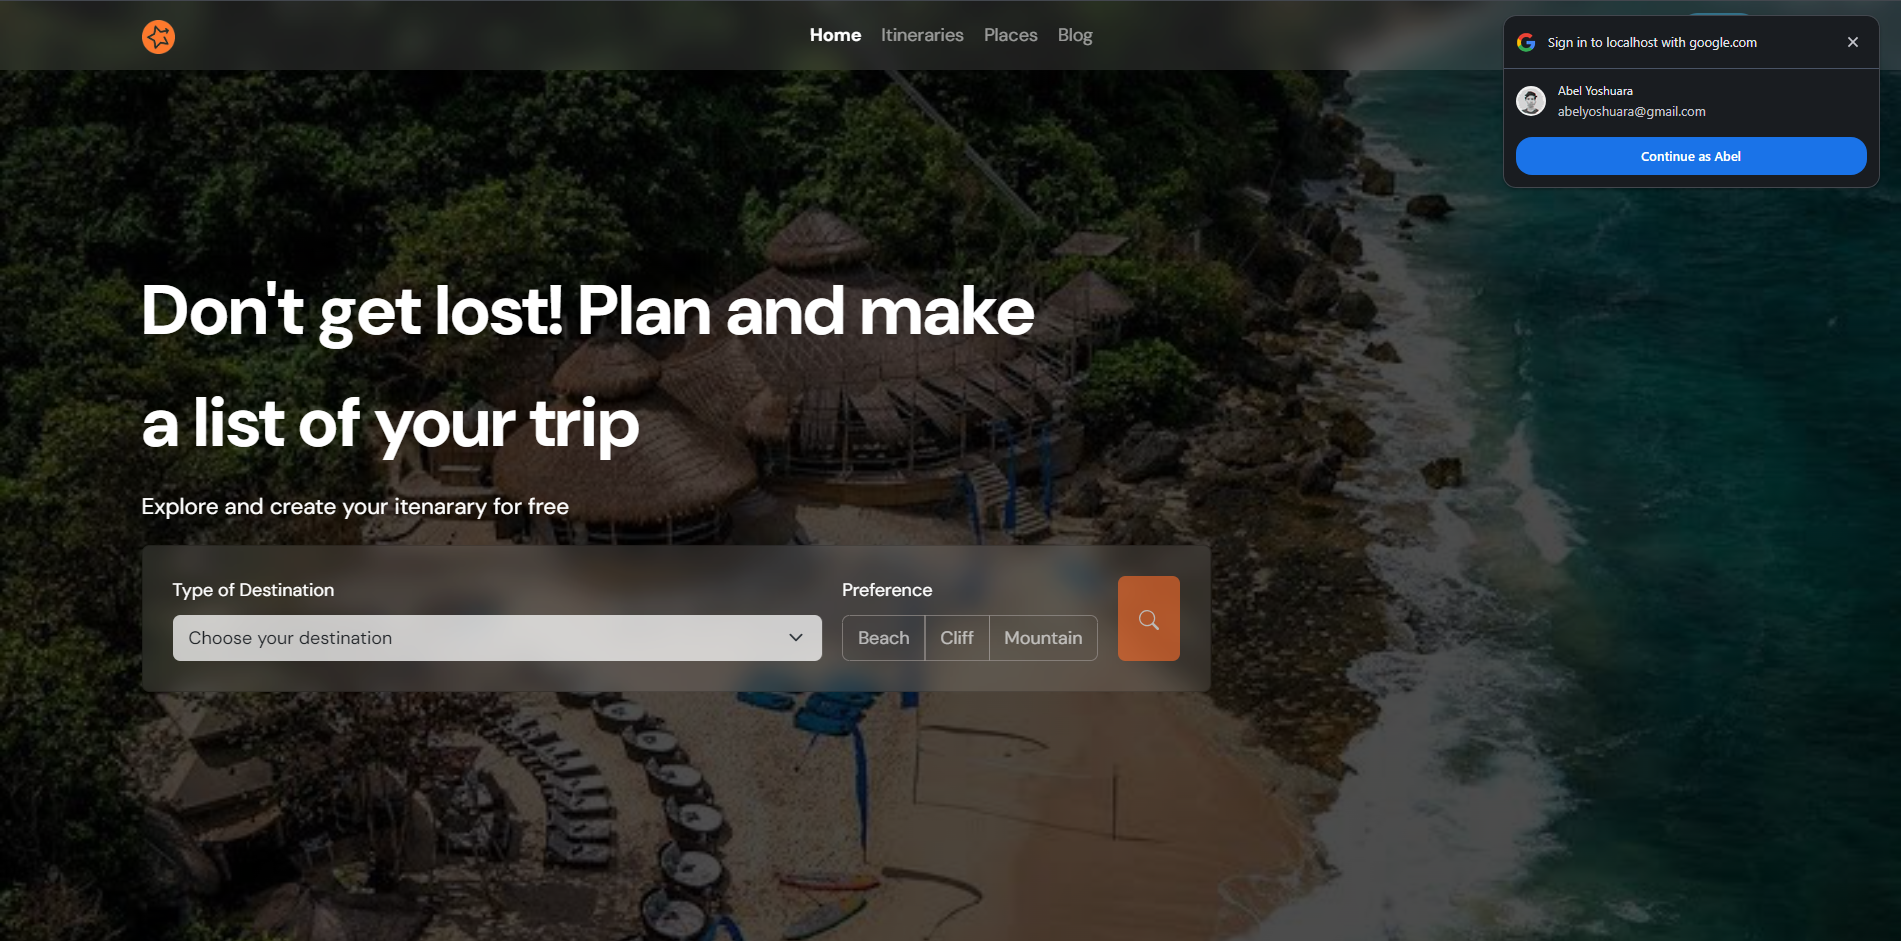 Home Itineraries Places Blog
Sign in to localhost with google.com
Abel Yoshuara
abelyoshuara@gmail.com
Continue as Abel
Don't get lost! Plan and make
a list of your trip
Explore and create your itenarary for free
Type of Destination
Choose your destination
Preference
Beach Cliff Mountain